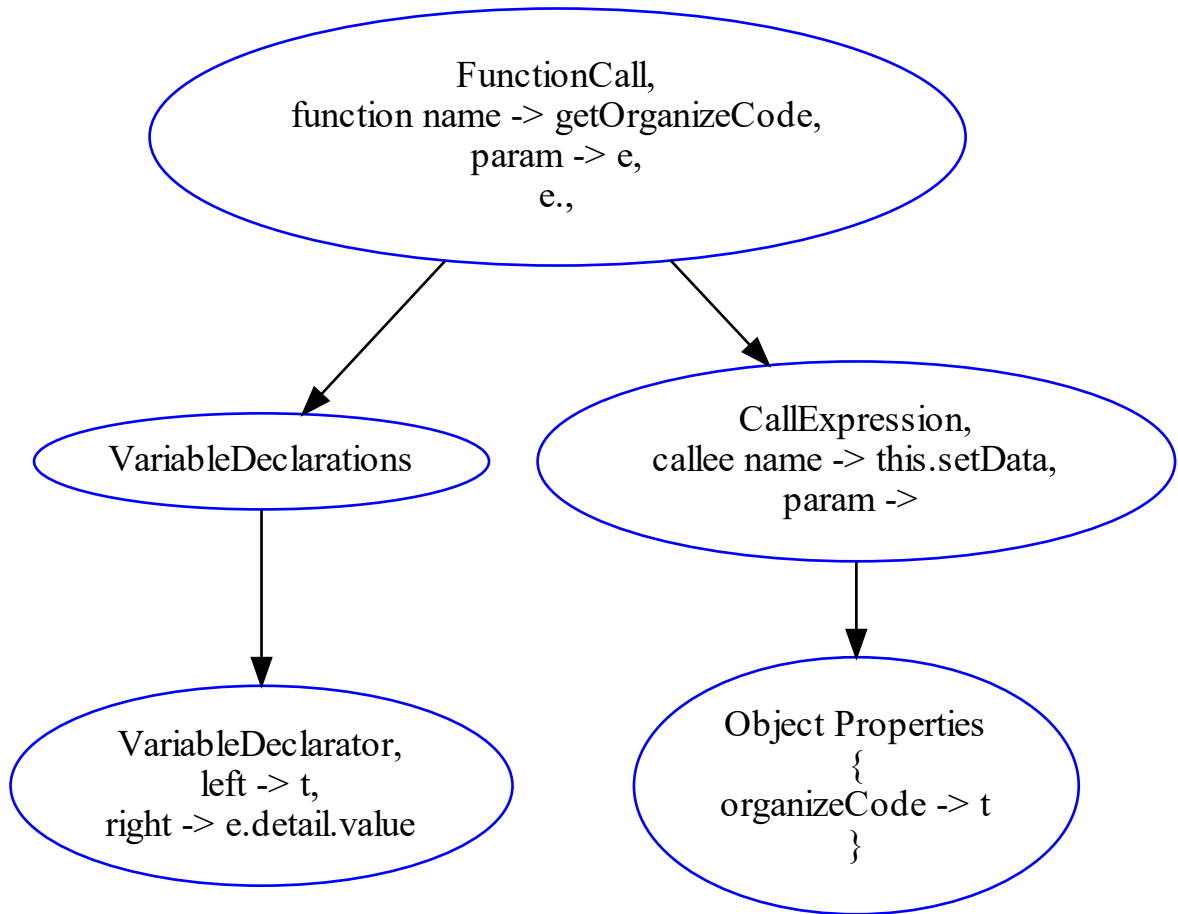 FunctionCall,
function name -> getOrganizeCode,
param -> e,
e.,
VariableDeclarations
CallExpression,
callee name -> this.setData,
param ->
VariableDeclarator,
left -> t,
right -> e.detail.value
Object Properties
{
organizeCode -> t
}